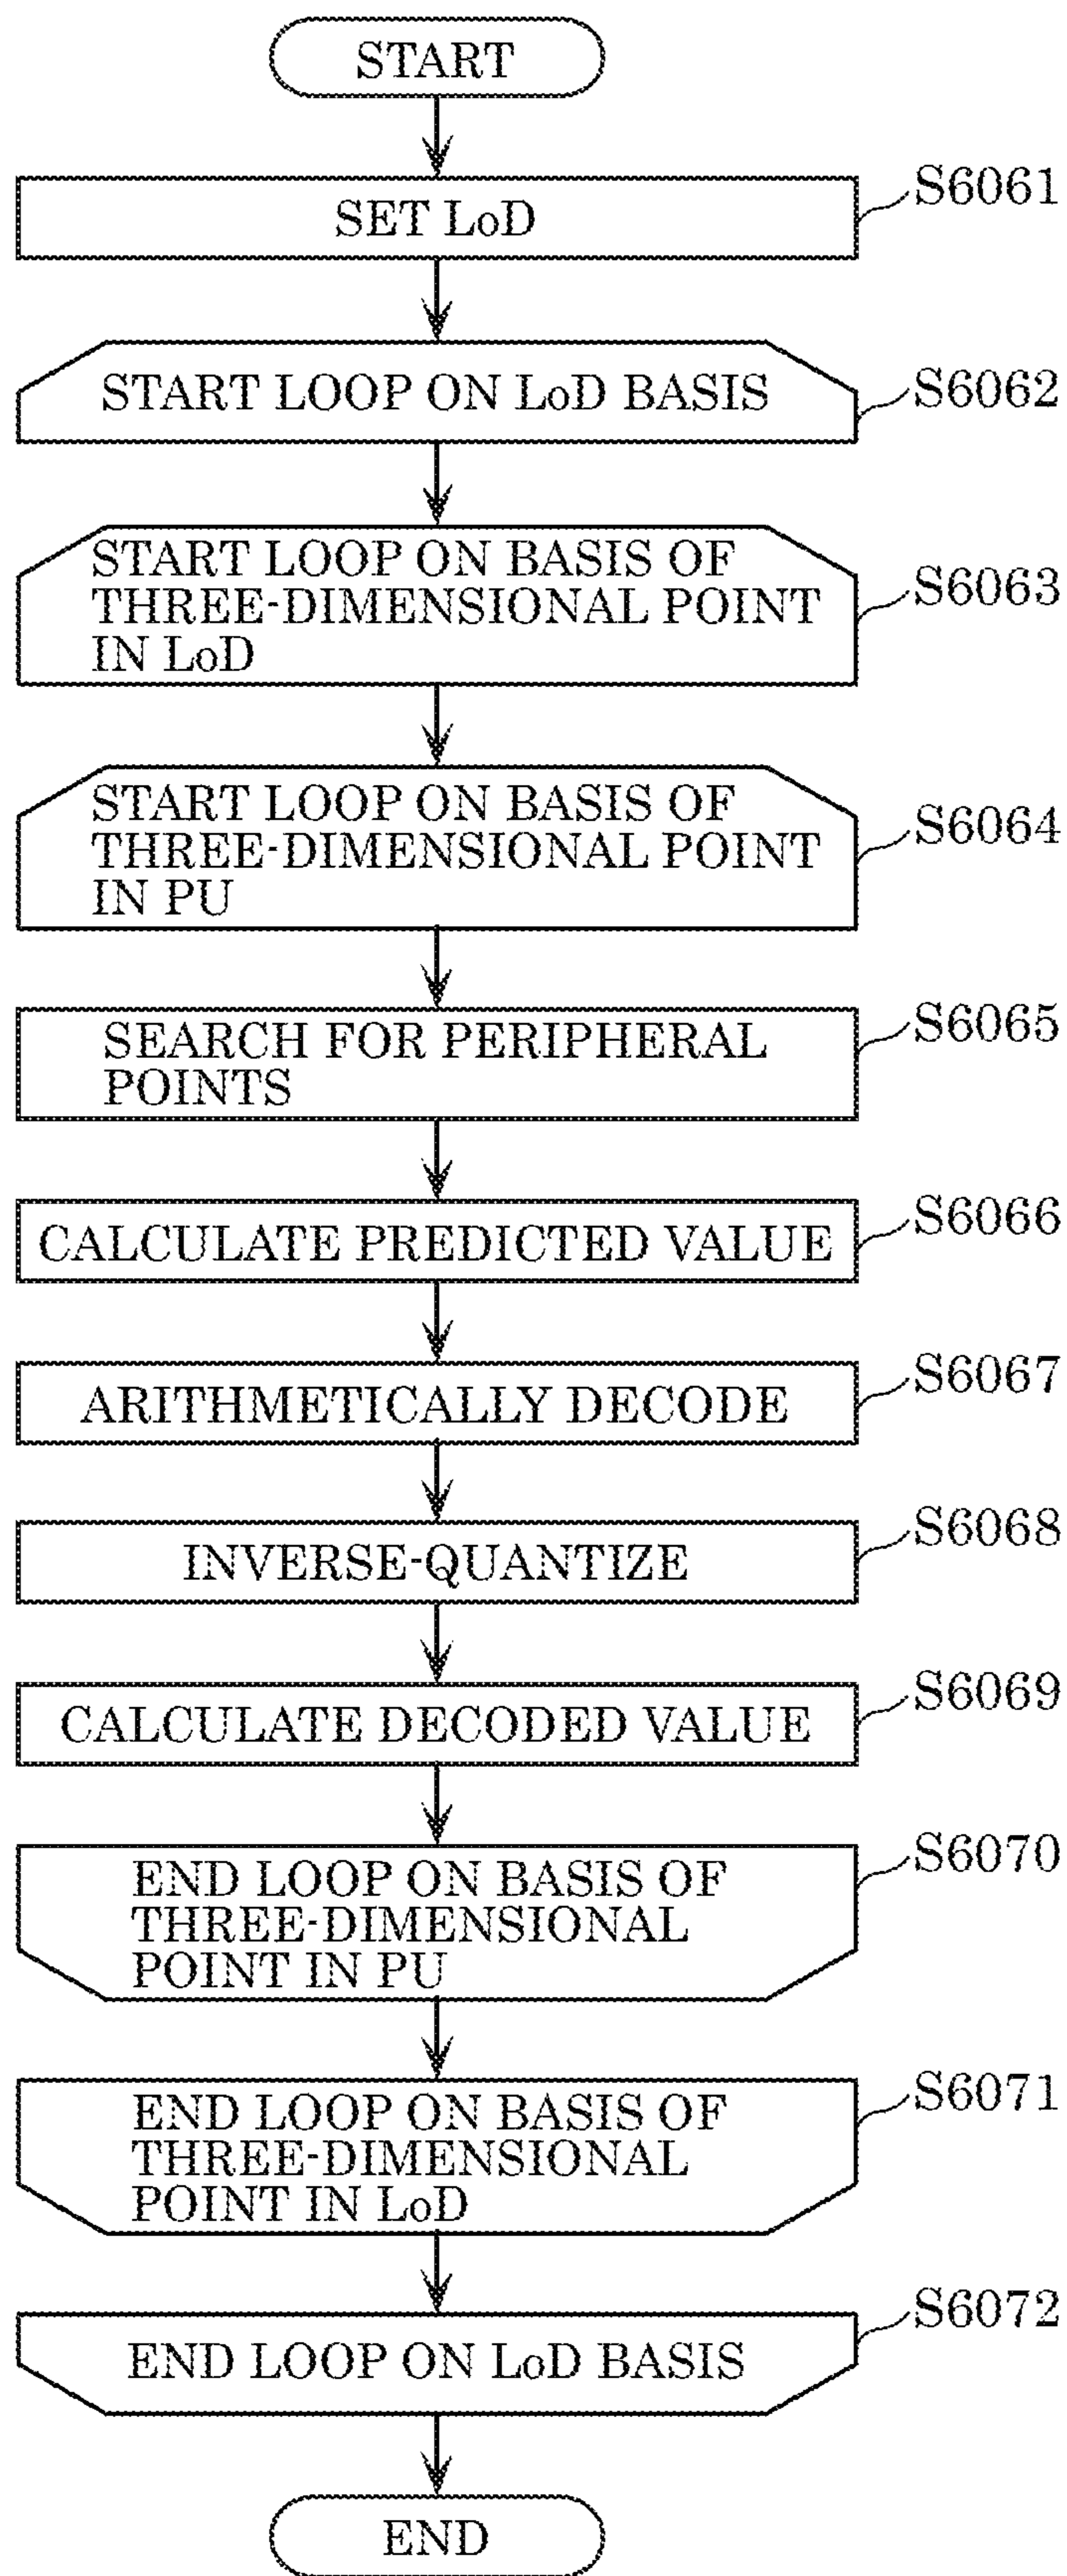 START
S6061
SET LoD
S6062
START LOOP ON LoD BASIS
S6063
START LOOP ON BASIS OF
THREE-DIMENSIONAL POINT
IN LoD
S6064
START LOOP ON BASIS OF
THREE-DIMENSIONAL POINT
IN PU
S6065
SEARCH FOR PERIPHERAL
POINTS
S6066
CALCULATE PREDICTED VALUE
S6067
ARITHMETICALLY DECODE
S6068
INVERSE-QUANTIZE
S6069
CALCULATE DECODED VALUE
S6070
END LOOP ON BASIS OF
THREE-DIMENSIONAL
POINT IN PU
S6071
END LOOP ON BASIS OF
THREE-DIMENSIONAL
POINT IN LoD
S6072
END LOOP ON LoD BASIS
END